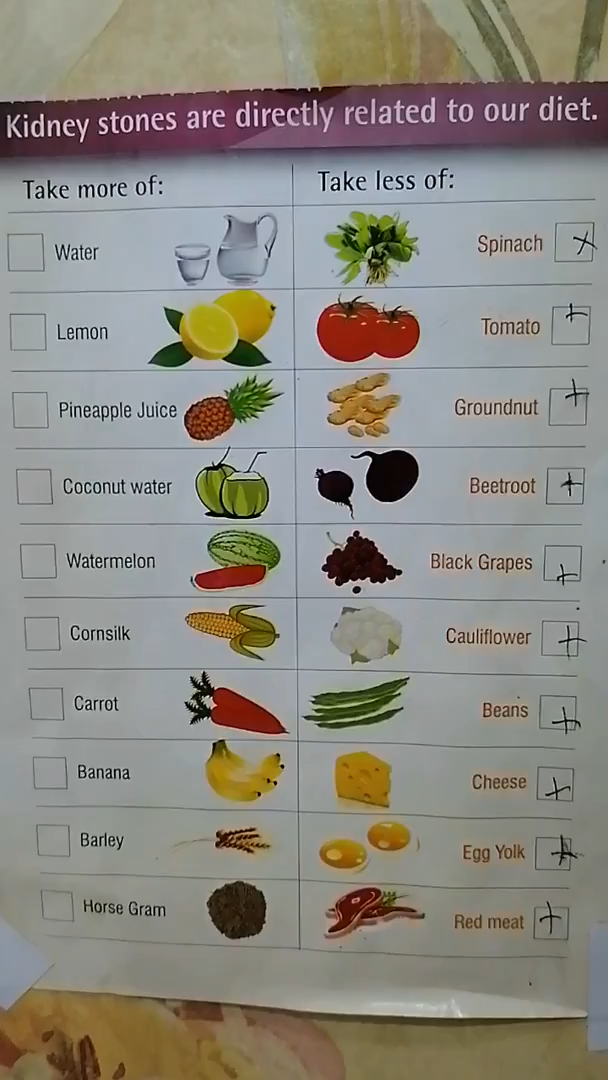 Kidney stones are directly related to our diet.
Take more of: Take less of:
Water Spinach
Lemon Tomato
Pineapple Juice Groundnut
Coconut water Beetroot
Watermelon Black Grapes
Cornsilk Cauliflower
Carrot Beans
Banana Cheese
Barley Egg Yolk
Horse Gram Red meat